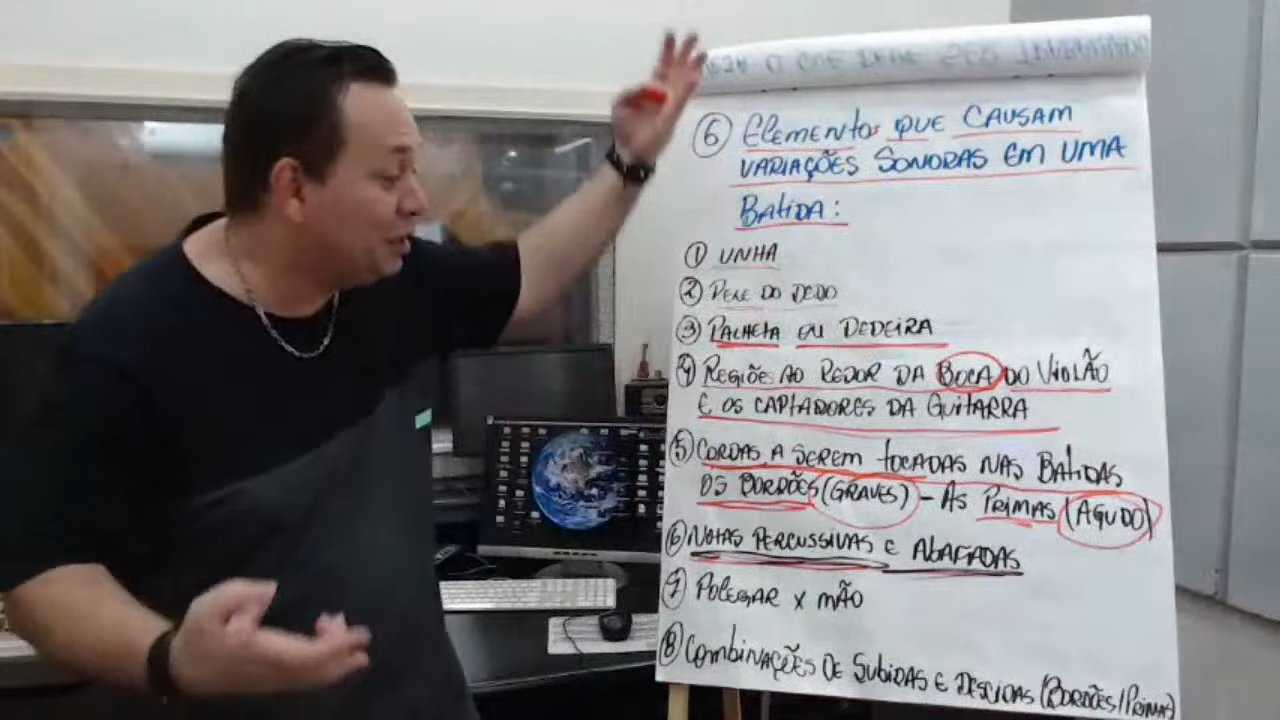 ⑥ Elementos que Causam
Variações Sonoras em uma
Batida:
① Unha
② Pele do Dedo
③ Palheta ou Dedeira
④ Regiões ao Redor da Boca do Violão
e os captadores da Guitarra
⑤ Cordas a serem tocadas nas Batidas
os Bordões (Graves) - As Primas (Agudo)
⑥ Notas Percussivas e Abafadas
⑦ Polegar x mão
⑧ Combinações de Subidas e Descidas (Bordões/Prima)